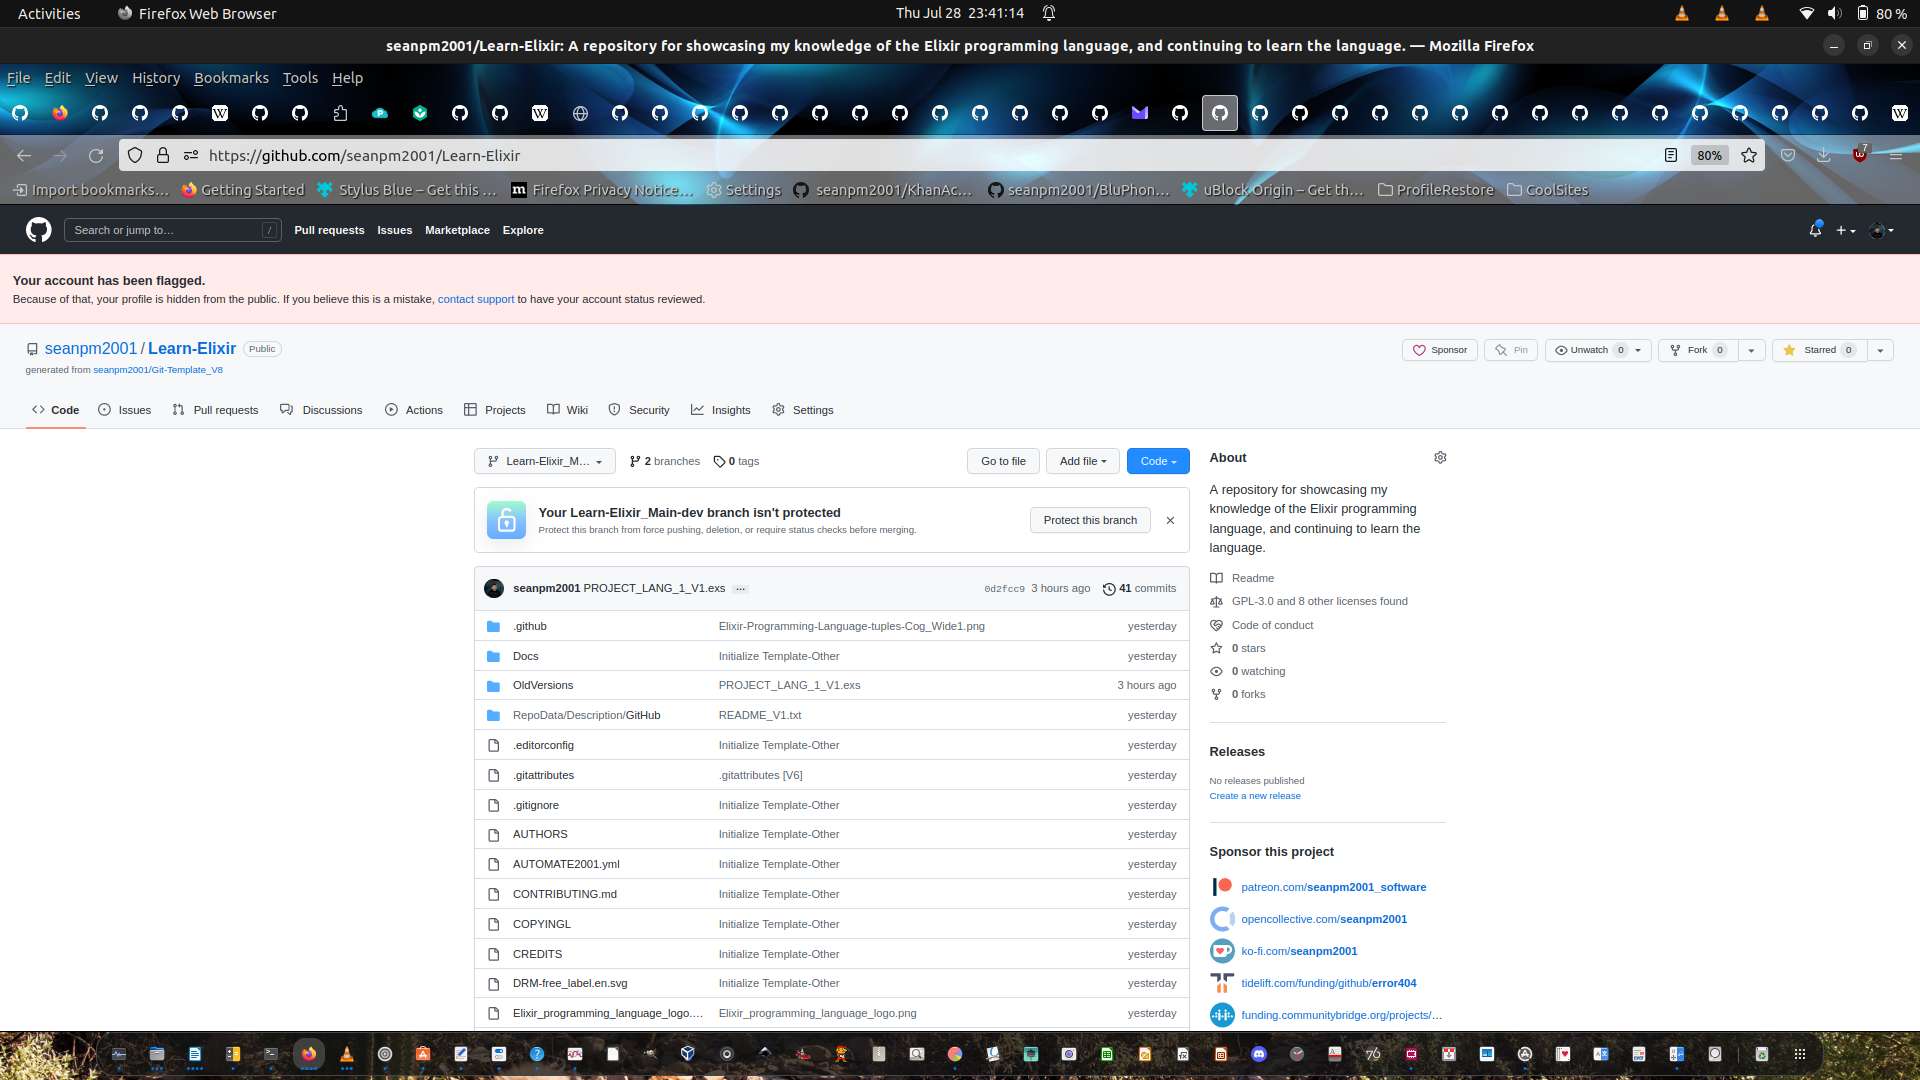 Activities
Firefox Web Browser
Thu Jul 28 23:41:14
80 %
seanpm2001/Learn-Elixir: A repository for showcasing my knowledge of the Elixir programming language, and continuing to learn the language. — Mozilla Firefox
File Edit View History Bookmarks Tools Help
https://github.com/seanpm2001/Learn-Elixir
80%
7
Import bookmarks…
Getting Started
Stylus Blue – Get this …
Firefox Privacy Notice…
Settings
seanpm2001/KhanAc…
seanpm2001/BluPhon…
uBlock Origin – Get th…
ProfileRestore
CoolSites
Search or jump to…
/
Pull requests
Issues
Marketplace
Explore
Your account has been flagged.
Because of that, your profile is hidden from the public. If you believe this is a mistake, contact support to have your account status reviewed.
seanpm2001 / Learn-Elixir
Public
generated from seanpm2001/Git-Template_V8
Sponsor
Pin
Unwatch 0
Fork 0
Starred 0
Code
Issues
Pull requests
Discussions
Actions
Projects
Wiki
Security
Insights
Settings
Learn-Elixir_M…
2 branches
0 tags
Go to file
Add file
Code
Your Learn-Elixir_Main-dev branch isn't protected
Protect this branch from force pushing, deletion, or require status checks before merging.
Protect this branch
seanpm2001 PROJECT_LANG_1_V1.exs …
0d2fcc9 3 hours ago
41 commits
.github Elixir-Programming-Language-tuples-Cog_Wide1.png yesterday
Docs Initialize Template-Other yesterday
OldVersions PROJECT_LANG_1_V1.exs 3 hours ago
RepoData/Description/GitHub README_V1.txt yesterday
.editorconfig Initialize Template-Other yesterday
.gitattributes .gitattributes [V6] yesterday
.gitignore Initialize Template-Other yesterday
AUTHORS Initialize Template-Other yesterday
AUTOMATE2001.yml Initialize Template-Other yesterday
CONTRIBUTING.md Initialize Template-Other yesterday
COPYINGL Initialize Template-Other yesterday
CREDITS Initialize Template-Other yesterday
DRM-free_label.en.svg Initialize Template-Other yesterday
Elixir_programming_language_logo.… Elixir_programming_language_logo.png yesterday
About
A repository for showcasing my
knowledge of the Elixir programming
language, and continuing to learn the
language.
Readme
GPL-3.0 and 8 other licenses found
Code of conduct
0 stars
0 watching
0 forks
Releases
No releases published
Create a new release
Sponsor this project
patreon.com/seanpm2001_software
opencollective.com/seanpm2001
ko-fi.com/seanpm2001
tidelift.com/funding/github/error404
funding.communitybridge.org/projects/…